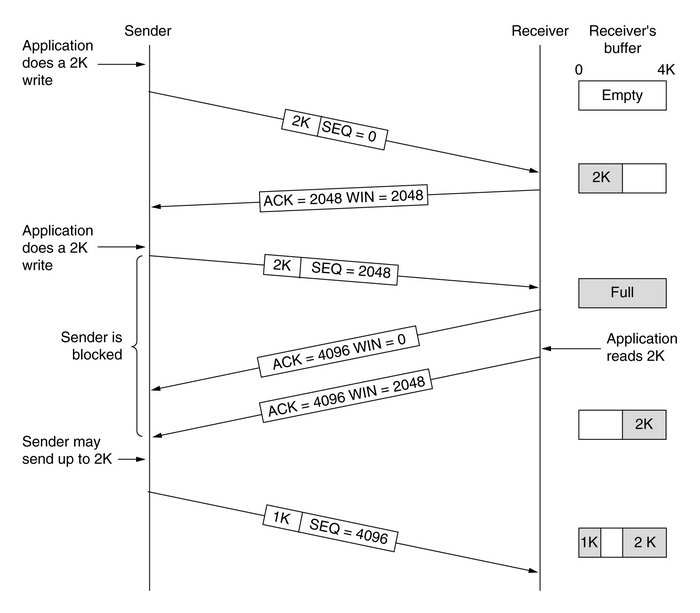 Sender
Receiver
Receiver's
buffer
Application
does a 2K
write
0 4K
Empty
2K SEQ = 0
2K
ACK = 2048 WIN = 2048
Application
does a 2K
write
2K SEQ = 2048
Full
Sender is
blocked
ACK = 4096 WIN = 0
Application
reads 2K
ACK = 4096 WIN = 2048
2K
Sender may
send up to 2K
1K SEQ = 4096
1K 2 K